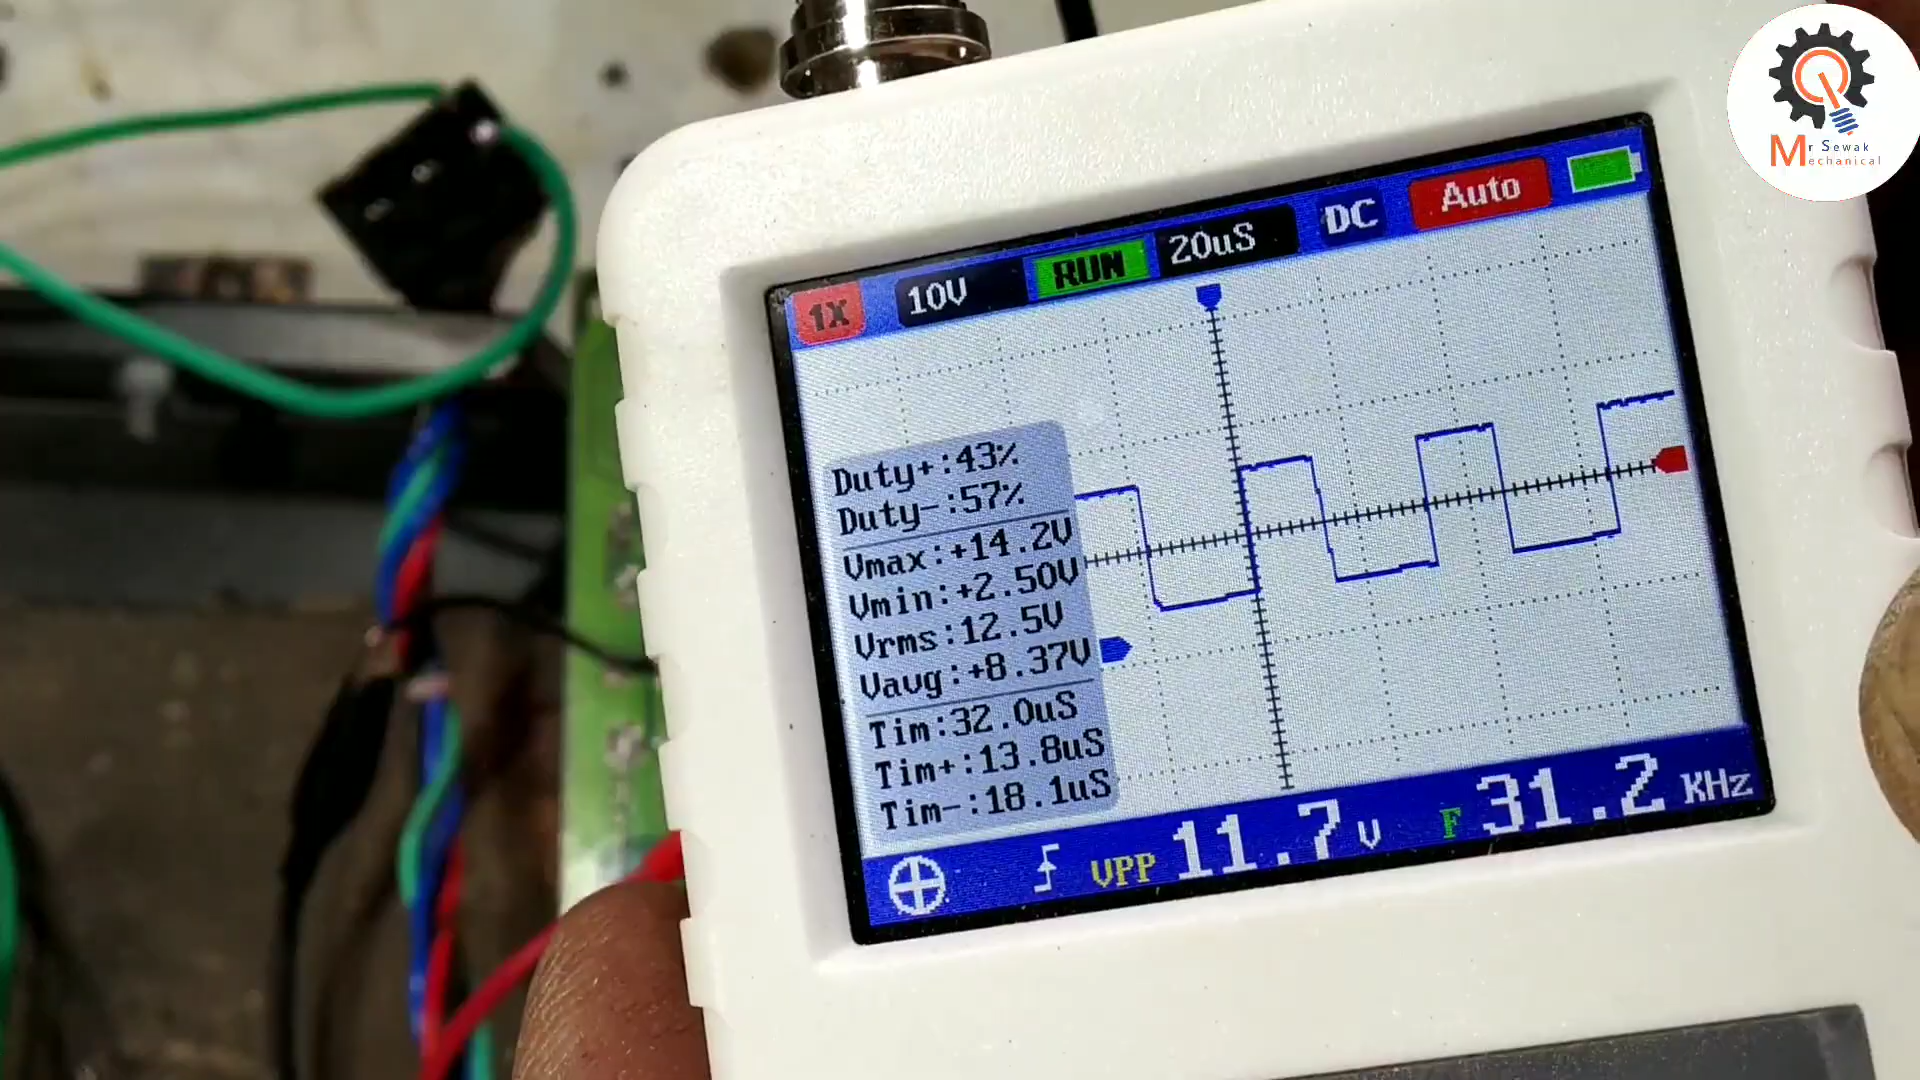 1X 10V RUN 20uS DC Auto
Duty+:43%
Duty-:57%
Vmax:+14.2V
Vmin:+2.50V
Vrms:12.5V
Vavg:+8.37V
Tim:32.0uS
Tim+:13.8uS
Tim-:18.1uS
VPP 11.7V F 31.2 KHz
Mr Sewak
Mechanical